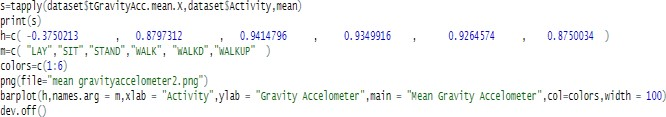 s=tapply(dataset$tGravityAcc.mean.X,dataset$Activity,mean)
print(s)
h=c( -0.3750213 , 0.8797312 , 0.9414796 , 0.9349916 , 0.9264574 , 0.8750034 )
m=c( "LAY","SIT","STAND","WALK", "WALKD","WALKUP" )
colors=c(1:6)
png(file="mean gravityaccelometer2.png")
barplot(h,names.arg = m,xlab = "Activity",ylab = "Gravity Accelometer",main = "Mean Gravity Accelometer",col=colors,width = 100)
dev.off()